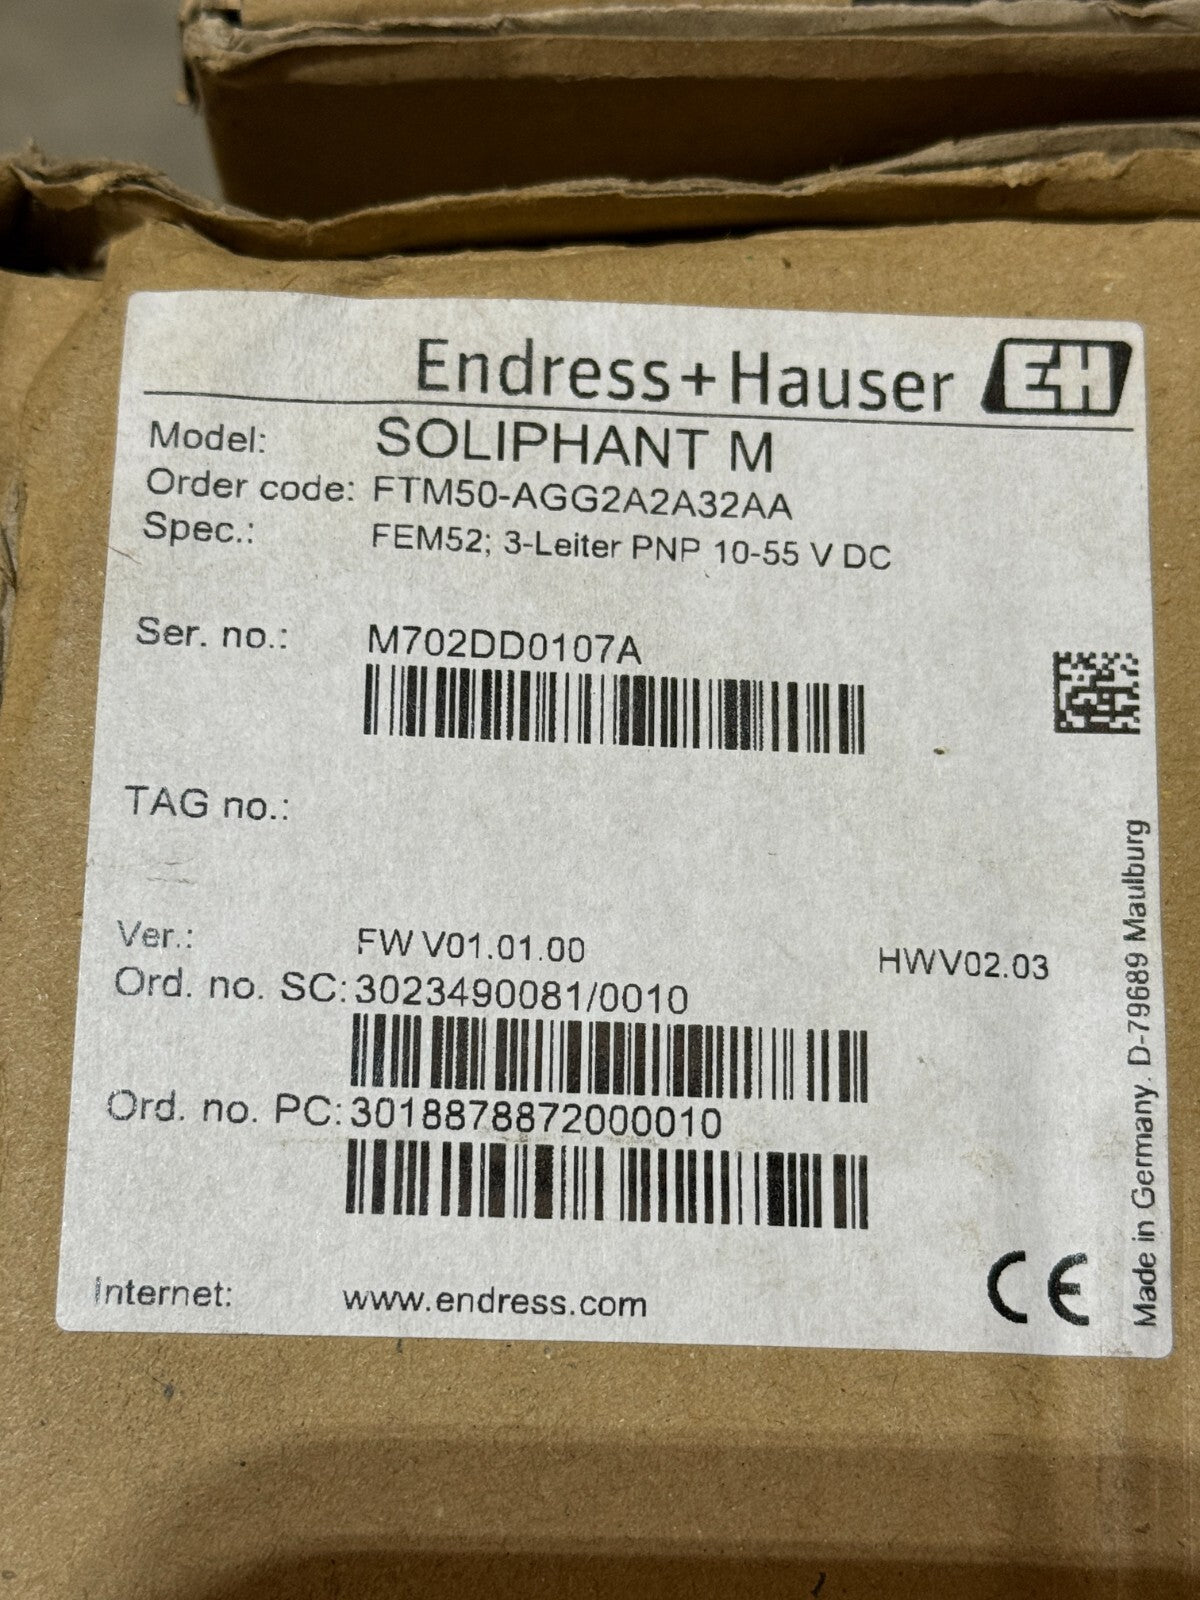 Endress+Hauser EH
Model: SOLIPHANT M
Order code: FTM50-AGG2A2A32AA
Spec.: FEM52; 3-Leiter PNP 10-55 V DC
Ser. no.: M702DD0107A
TAG no.:
Ver.: FW V01.01.00 HWV02.03
Ord. no. SC: 3023490081/0010
Ord. no. PC: 3018878872000010
Internet: www.endress.com
CE
Made in Germany. D-79689 Maulburg